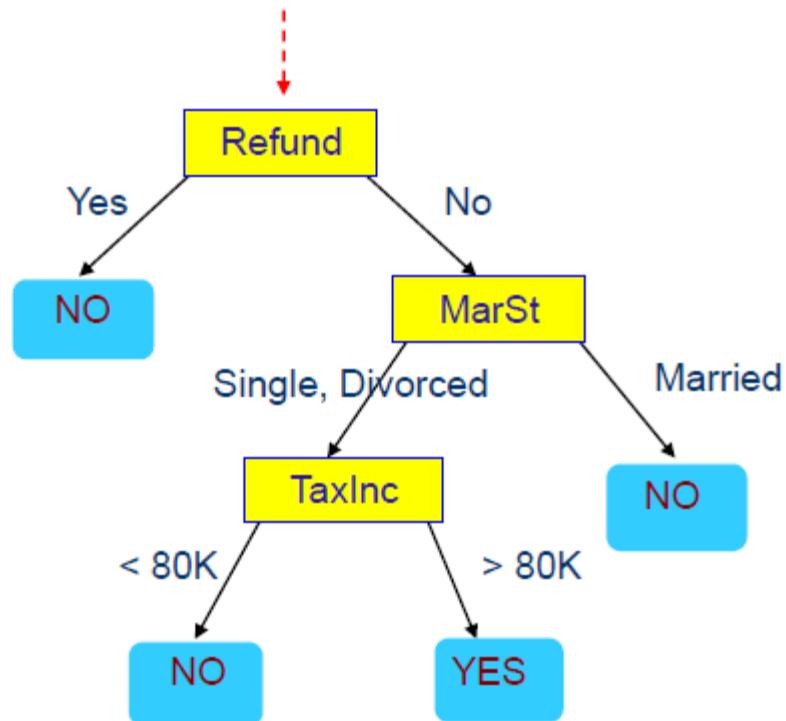 Refund
Yes
No
NO
MarSt
Single, Divorced
Married
TaxInc
NO
< 80K
> 80K
NO
YES